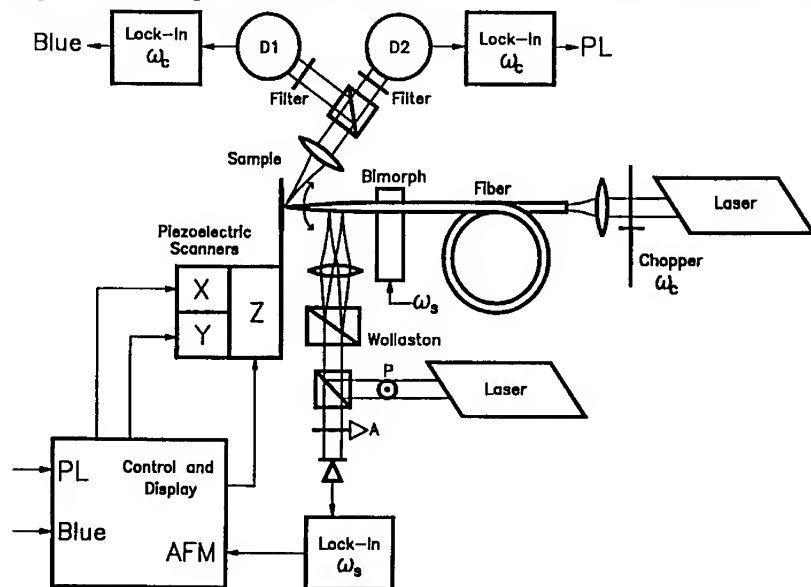 Blue
Lock-In
ωc
D1
D2
Lock-In
ωc
PL
Filter
Filter
Sample
Bimorph
Fiber
Laser
Piezoelectric
Scanners
Chopper
ωc
X
Y
Z
ωs
Wollaston
P
Laser
A
PL
Control and
Display
Blue
AFM
Lock-In
ωs